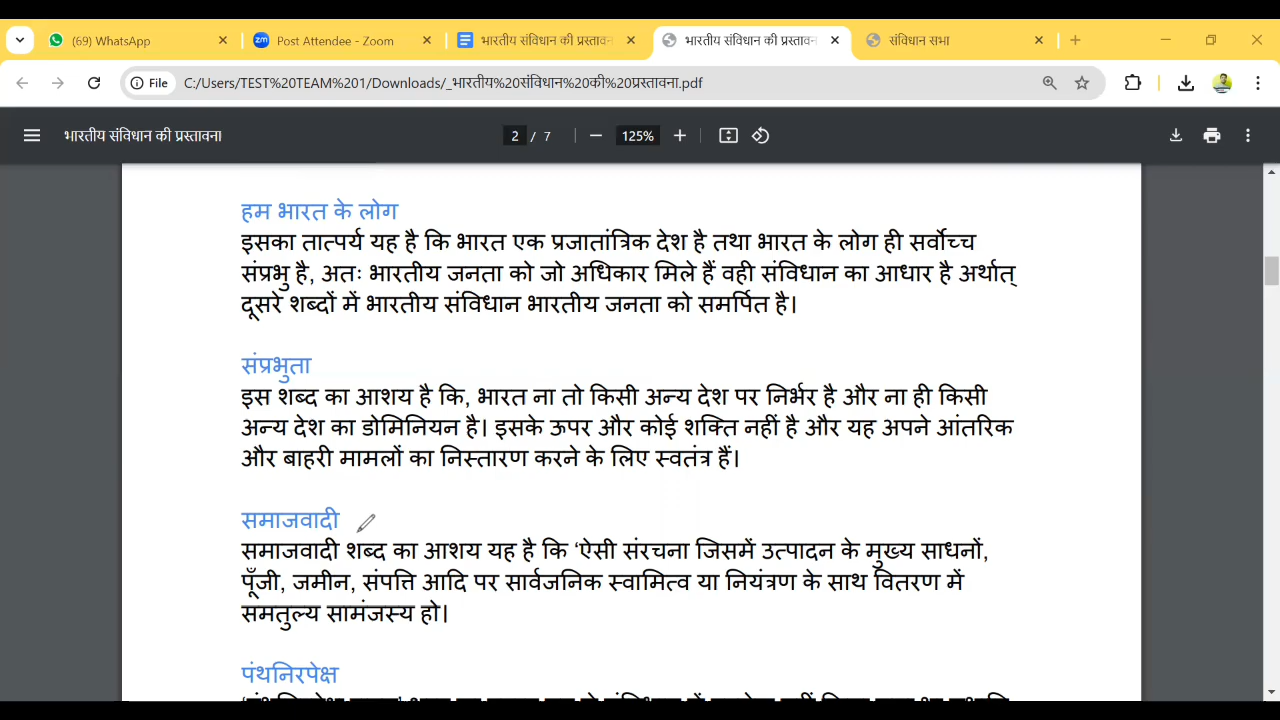 (69) WhatsApp
Post Attendee - Zoom
भारतीय संविधान की प्रस्तावन
भारतीय संविधान की प्रस्तावन
संविधान सभा
File
C:/Users/TEST%20TEAM%201/Downloads/_भारतीय%20संविधान%20की%20प्रस्तावना.pdf
भारतीय संविधान की प्रस्तावना
2 / 7
125%
हम भारत के लोग
इसका तात्पर्य यह है कि भारत एक प्रजातांत्रिक देश है तथा भारत के लोग ही सर्वोच्च
संप्रभु है, अतः भारतीय जनता को जो अधिकार मिले हैं वही संविधान का आधार है अर्थात्
दूसरे शब्दों में भारतीय संविधान भारतीय जनता को समर्पित है।
संप्रभुता
इस शब्द का आशय है कि, भारत ना तो किसी अन्य देश पर निर्भर है और ना ही किसी
अन्य देश का डोमिनियन है। इसके ऊपर और कोई शक्ति नहीं है और यह अपने आंतरिक
और बाहरी मामलों का निस्तारण करने के लिए स्वतंत्र हैं।
समाजवादी
समाजवादी शब्द का आशय यह है कि ‘ऐसी संरचना जिसमें उत्पादन के मुख्य साधनों,
पूँजी, जमीन, संपत्ति आदि पर सार्वजनिक स्वामित्व या नियंत्रण के साथ वितरण में
समतुल्य सामंजस्य हो।
पंथनिरपेक्ष